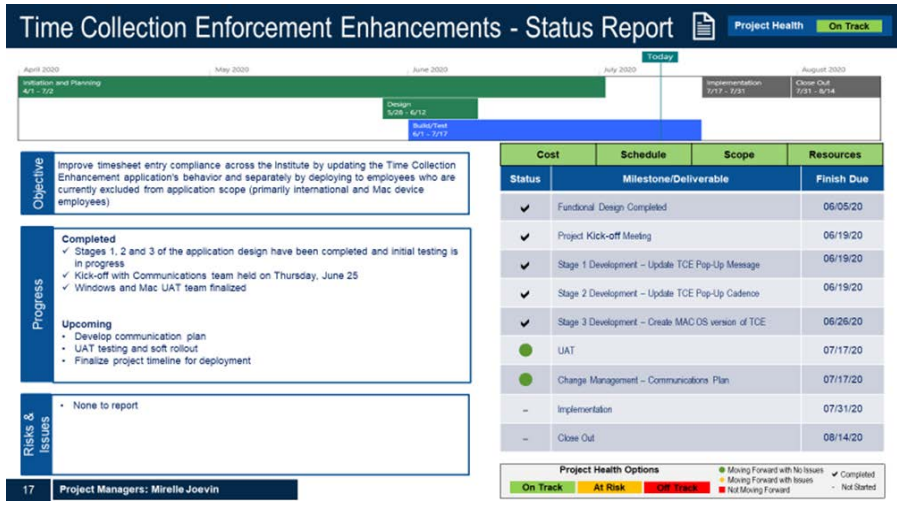 Time Collection Enforcement Enhancements - Status Report
Project Health
On Track
Today
April 2020
May 2020
June 2020
July 2020
August 2020
Initiation and Planning
4/1 - 7/2
Implementation
7/17 - 7/31
Close Out
7/31 - 8/14
Design
5/28 - 6/12
Build/Test
6/1 - 7/17
Objective
Improve timesheet entry compliance across the Institute by updating the Time Collection
Enhancement application's behavior and separately by deploying to employees who are
currently excluded from application scope (primarily international and Mac device
employees)
Progress
Completed
✓ Stages 1, 2 and 3 of the application design have been completed and initial testing is
in progress
✓ Kick-off with Communications team held on Thursday, June 25
✓ Windows and Mac UAT team finalized
Upcoming
• Develop communication plan
• UAT testing and soft rollout
• Finalize project timeline for deployment
Risks &
Issues
• None to report
Cost Schedule Scope Resources
Status Milestone/Deliverable Finish Due
✓ Functional Design Completed 06/05/20
✓ Project Kick-off Meeting 06/19/20
✓ Stage 1 Development – Update TCE Pop-Up Message 06/19/20
✓ Stage 2 Development – Update TCE Pop-Up Cadence 06/19/20
✓ Stage 3 Development – Create MAC OS version of TCE 06/26/20
UAT 07/17/20
Change Management – Communications Plan 07/17/20
- Implementation 07/31/20
- Close Out 08/14/20
Project Health Options
On Track At Risk Off Track
Moving Forward with No Issues
Moving Forward with Issues
Not Moving Forward
✓ Completed
- Not Started
17 Project Managers: Mirelle Joevin